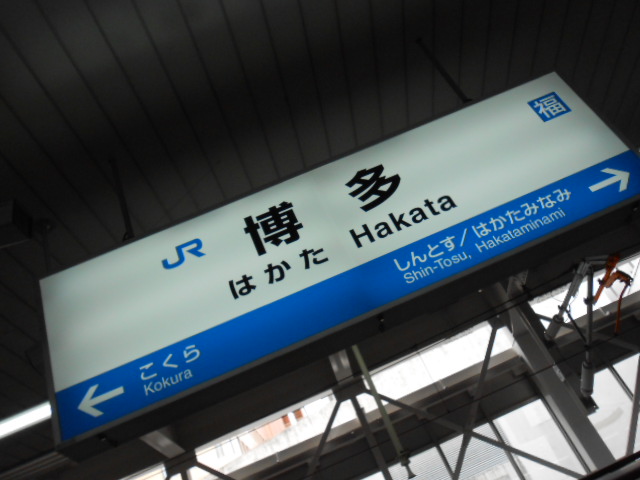 福
JR 博多
はかた Hakata
しんとす/はかたみなみ
Shin-Tosu, Hakataminami
→
← こくら
Kokura